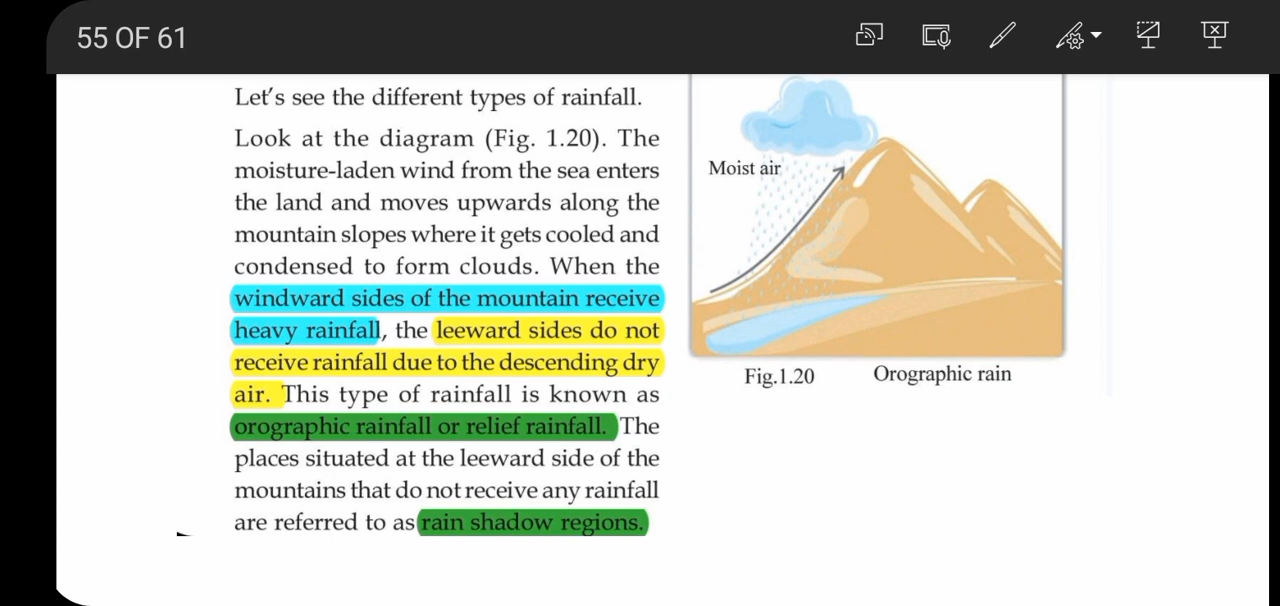 55 OF 61
Let's see the different types of rainfall.
Look at the diagram (Fig. 1.20). The
moisture-laden wind from the sea enters
the land and moves upwards along the
mountain slopes where it gets cooled and
condensed to form clouds. When the
windward sides of the mountain receive
heavy rainfall, the leeward sides do not
receive rainfall due to the descending dry
air. This type of rainfall is known as
orographic rainfall or relief rainfall. The
places situated at the leeward side of the
mountains that do not receive any rainfall
are referred to as rain shadow regions.
Moist air
Fig.1.20 Orographic rain